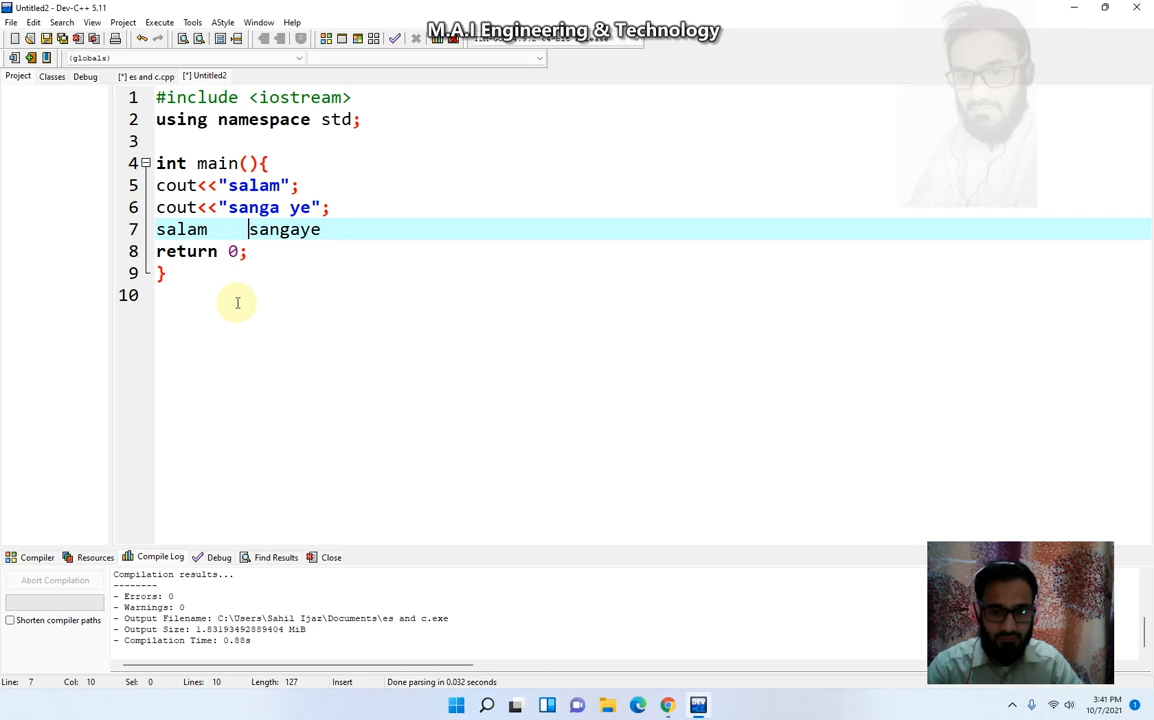 Untitled2 - Dev-C++ 5.11
File Edit Search View Project Execute Tools AStyle Window Help
M.A.I Engineering & Technology
(globals)
Project Classes Debug [*] es and c.cpp [*] Untitled2
1 #include <iostream>
2 using namespace std;
3
4 int main(){
5 cout<<"salam";
6 cout<<"sanga ye";
7 salam sangaye
8 return 0;
9 }
10
Compiler Resources Compile Log Debug Find Results Close
Abort Compilation
Shorten compiler paths
Compilation results...
--------
- Errors: 0
- Warnings: 0
- Output Filename: C:\Users\Sahil Ijaz\Documents\es and c.exe
- Output Size: 1.83193492889404 MiB
- Compilation Time: 0.88s
Line: 7 Col: 10 Sel: 0 Lines: 10 Length: 127 Insert Done parsing in 0.032 seconds
DEV
3:41 PM
10/7/2021
1